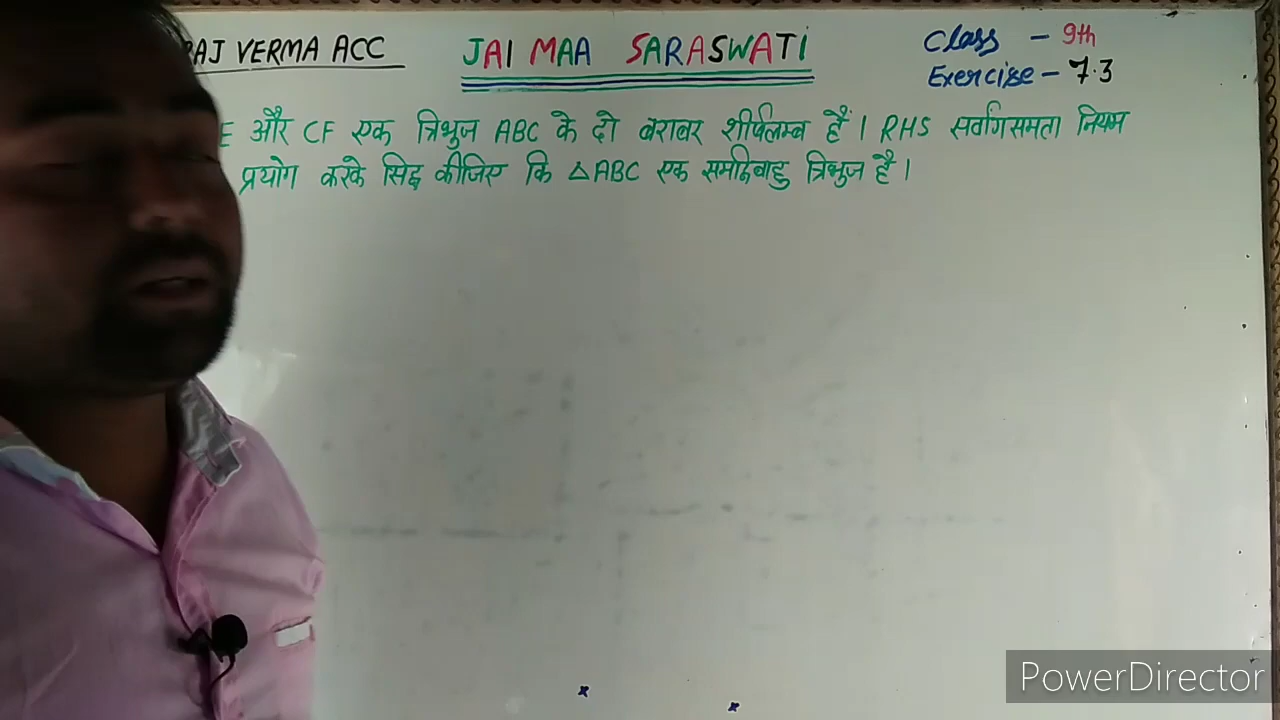 RAJ VERMA ACC
JAI MAA SARASWATI
Class - 9th
Exercise - 7.3
E और CF एक त्रिभुज ABC के दो बराबर शीर्षलम्ब हैं । RHS सर्वागसमता नियम
प्रयोग करके सिद्ध कीजिए कि △ABC एक समद्विबाहु त्रिभुज है ।
PowerDirector